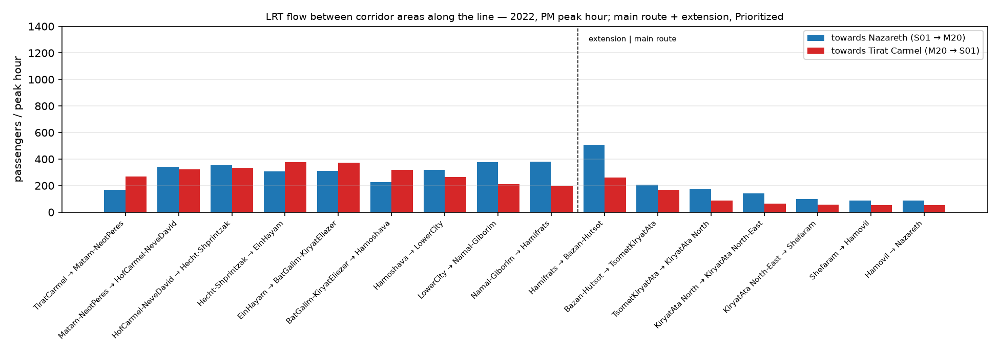 LRT flow between corridor areas along the line — 2022, PM peak hour; main route + extension, Prioritized
passengers / peak hour
1400
1200
1000
800
600
400
200
0
extension | main route
towards Nazareth (S01 → M20)
towards Tirat Carmel (M20 → S01)
TiratCarmel → Matam-NeotPeres
Matam-NeotPeres → HofCarmel-NeveDavid
HofCarmel-NeveDavid → Hecht-Shprintzak
Hecht-Shprintzak → EinHayam
EinHayam → BatGalim-KiryatEliezer
BatGalim-KiryatEliezer → Hamoshava
Hamoshava → LowerCity
LowerCity → Namal-Giborim
Namal-Giborim → Hamifrats
Hamifrats → Bazan-Hutsot
Bazan-Hutsot → TsometKiryatAta
TsometKiryatAta → KiryatAta North
KiryatAta North → KiryatAta North-East
KiryatAta North-East → Shefaram
Shefaram → Hamovil
Hamovil → Nazareth